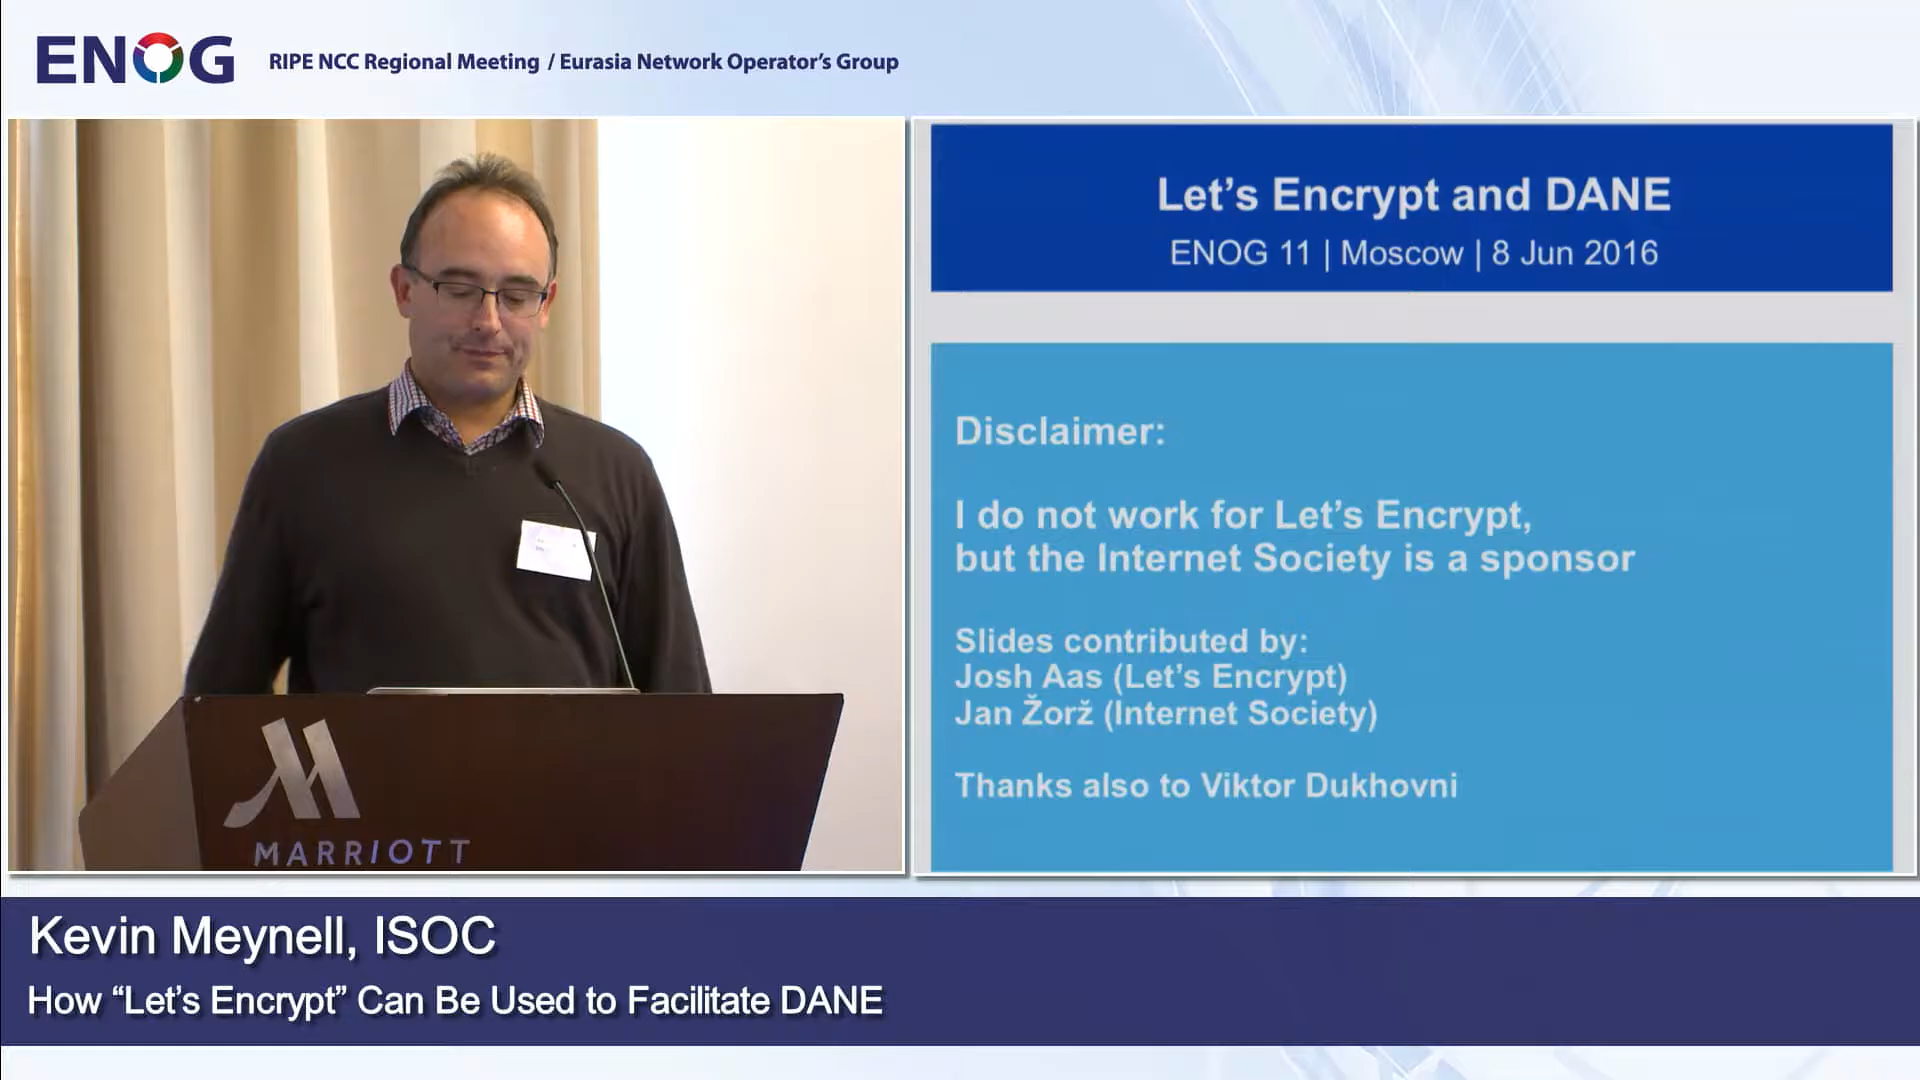 ENOG
RIPE NCC Regional Meeting / Eurasia Network Operator's Group
Let's Encrypt and DANE
ENOG 11 | Moscow | 8 Jun 2016
Disclaimer:
I do not work for Let's Encrypt,
but the Internet Society is a sponsor
Slides contributed by:
Josh Aas (Let's Encrypt)
Jan Žorž (Internet Society)
Thanks also to Viktor Dukhovni
MARRIOTT
Kevin Meynell, ISOC
How “Let's Encrypt” Can Be Used to Facilitate DANE